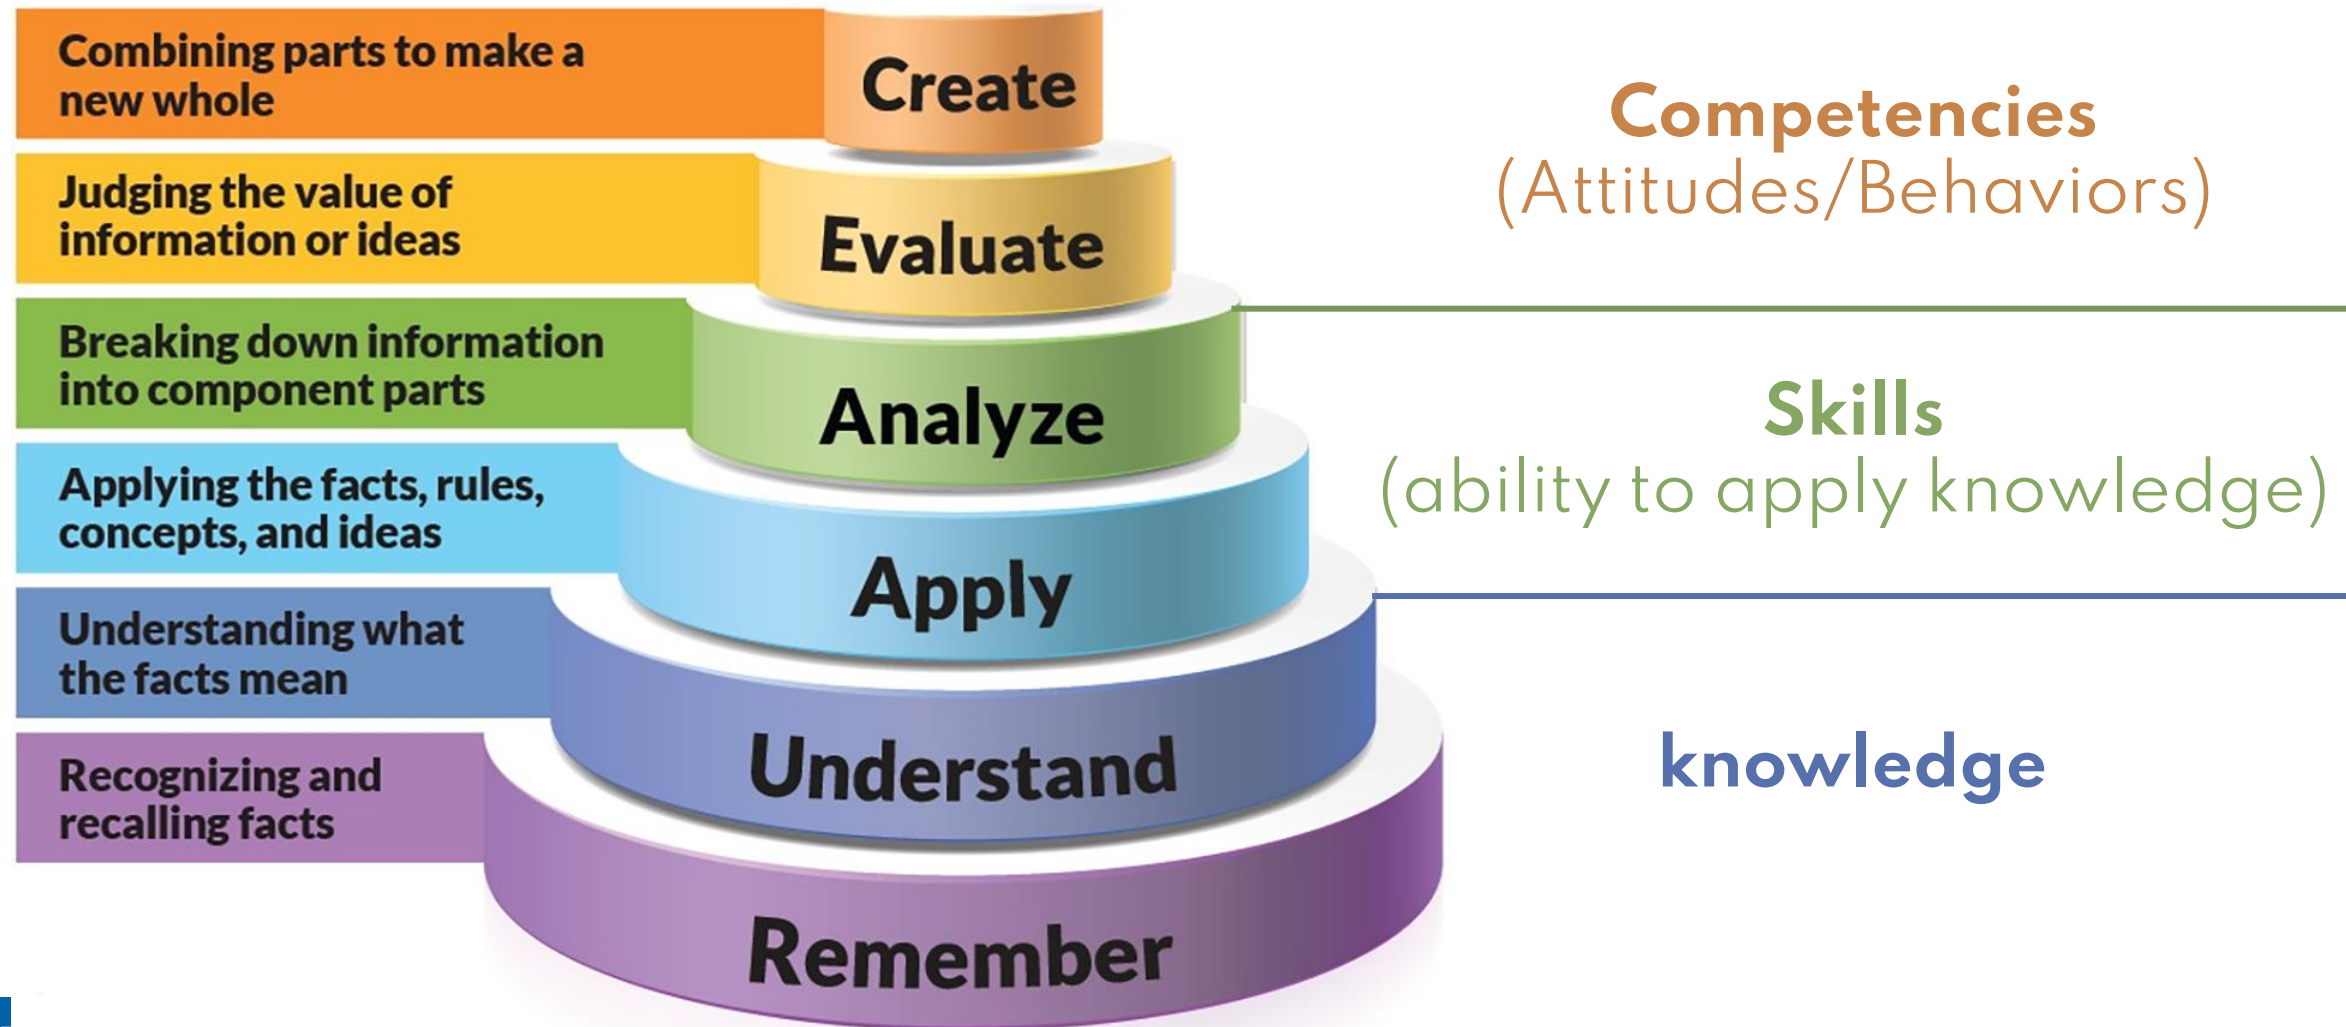 Combining parts to make a
new whole
Create
Judging the value of
information or ideas
Evaluate
Breaking down information
into component parts
Analyze
Applying the facts, rules,
concepts, and ideas
Apply
Understanding what
the facts mean
Understand
Recognizing and
recalling facts
Remember
Competencies
(Attitudes/Behaviors)
Skills
(ability to apply knowledge)
knowledge